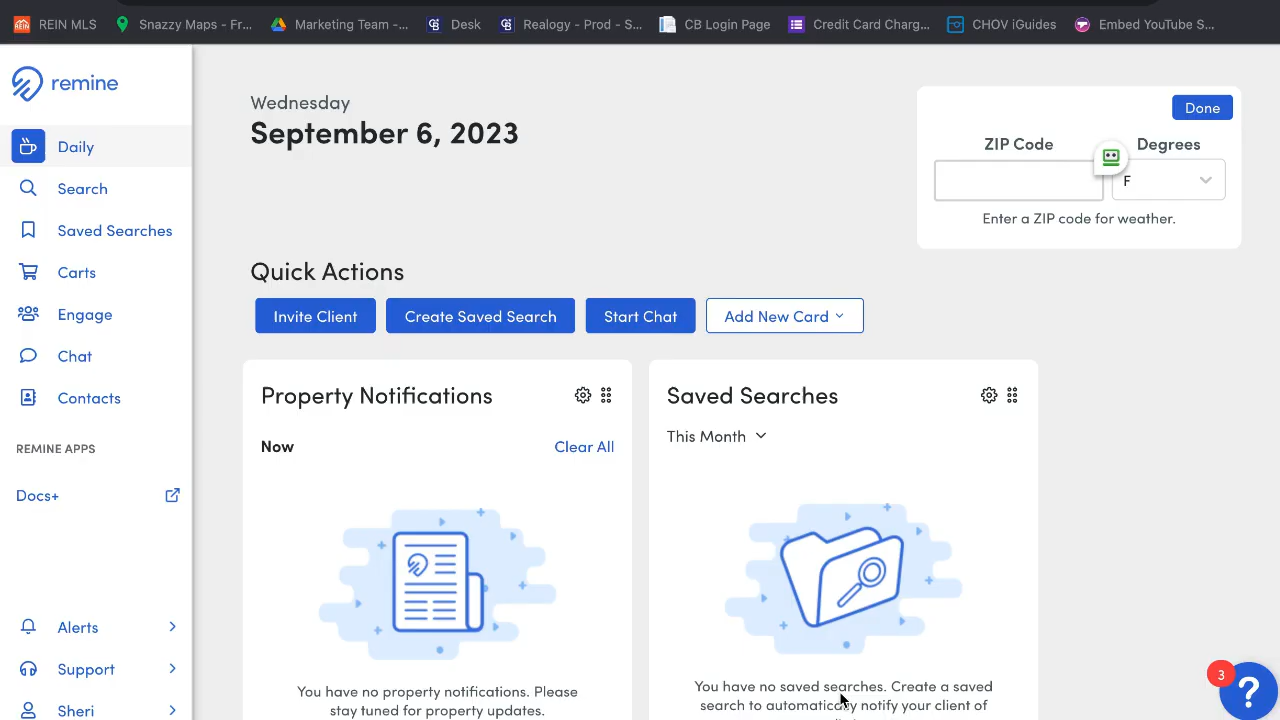 REIN MLS
Snazzy Maps - Fr...
Marketing Team -...
Desk
Realogy - Prod - S...
CB Login Page
Credit Card Charg...
CHOV iGuides
Embed YouTube S...
remine
Daily
Search
Saved Searches
Carts
Engage
Chat
Contacts
REMINE APPS
Docs+
Alerts
Support
Sheri
Wednesday
September 6, 2023
Done
ZIP Code
Degrees
F
Enter a ZIP code for weather.
Quick Actions
Invite Client
Create Saved Search
Start Chat
Add New Card
Property Notifications
Now
Clear All
You have no property notifications. Please
stay tuned for property updates.
Saved Searches
This Month
You have no saved searches. Create a saved
search to automatically notify your client of
3
?